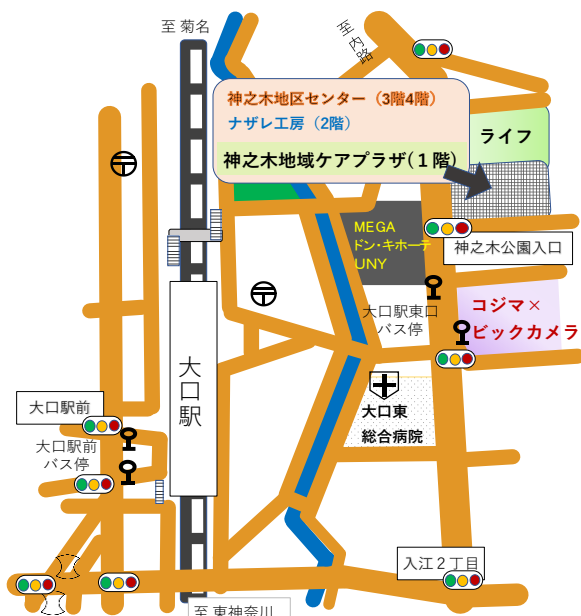 至 菊名
至
内
路
神之木地区センター（3階4階）
ナザレ工房（2階）
神之木地域ケアプラザ(１階)
ライフ
MEGA
ドン・キホーテ
UNY
神之木公園入口
大口駅東口
バス停
コジマ×
ビックカメラ
大口駅
大口駅前
大口駅前
バス停
大口東
総合病院
入江２丁目
至 東神奈川